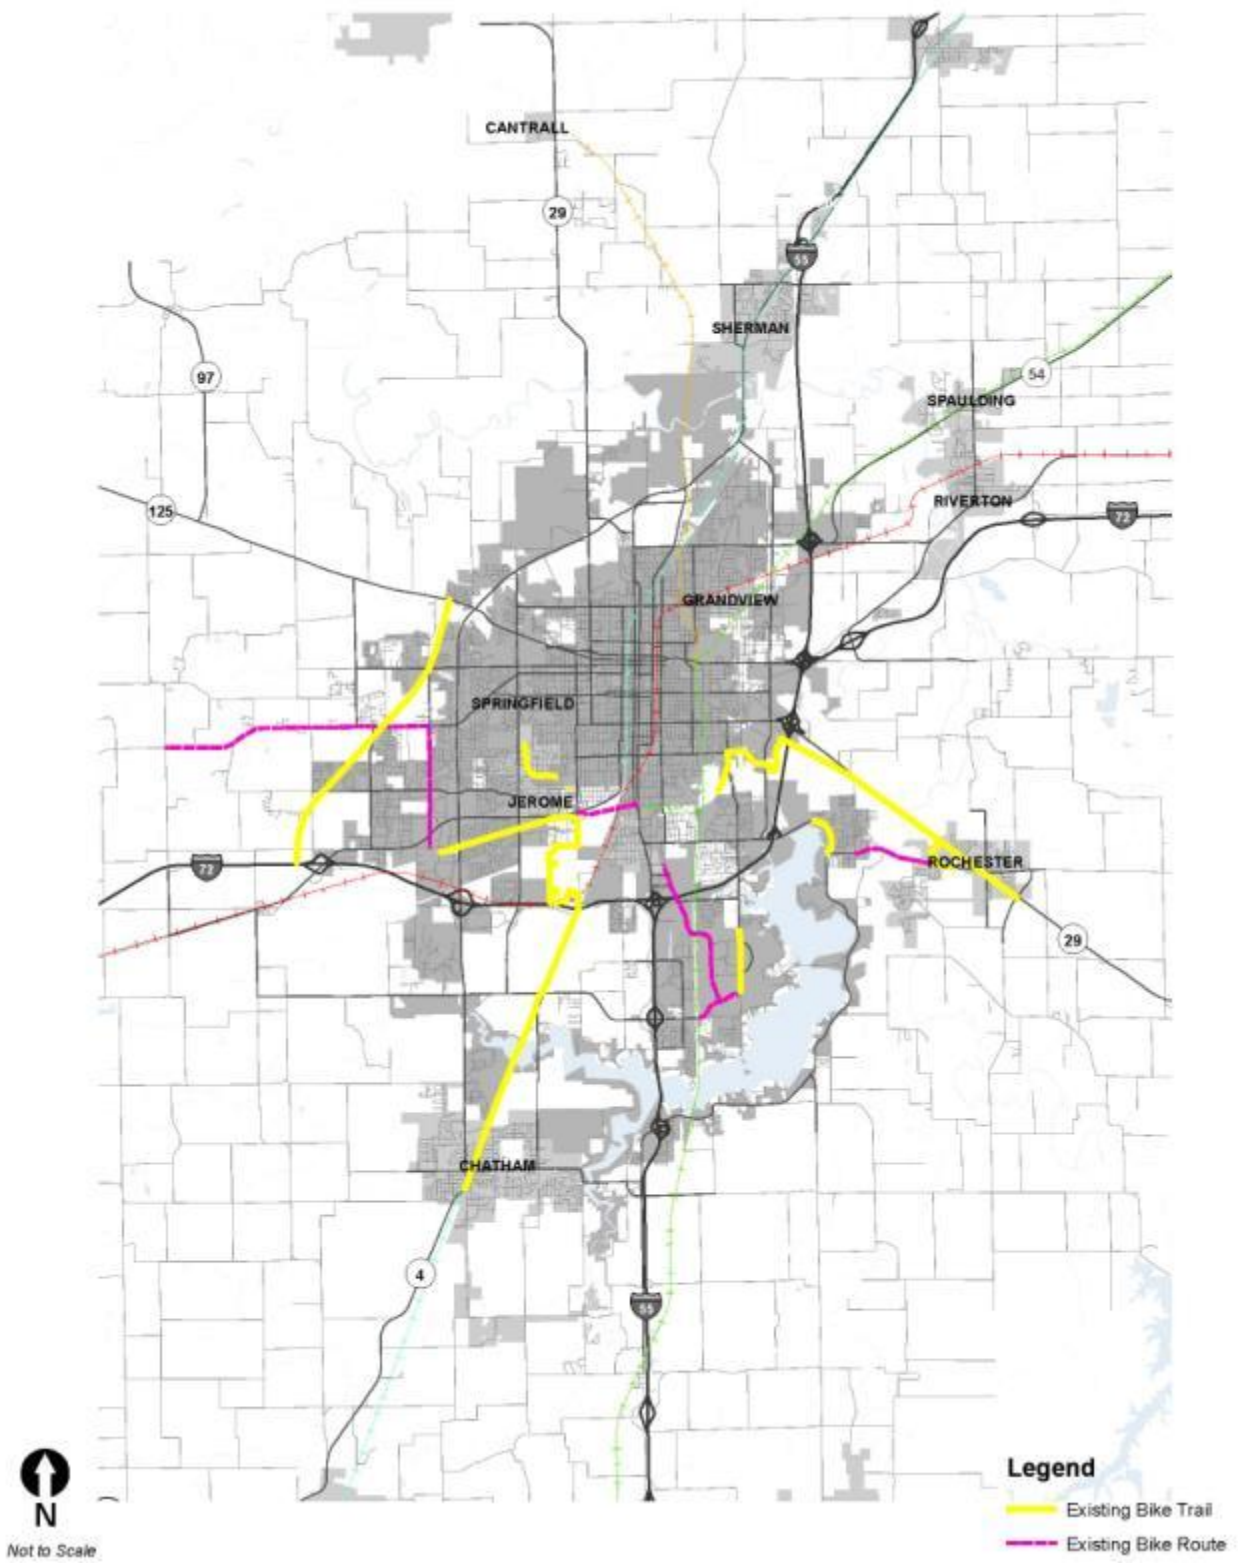 CANTRALL
29
55
SHERMAN
97
54
SPAULDING
125
RIVERTON
72
GRANDVIEW
SPRINGFIELD
JEROME
72
ROCHESTER
29
CHATHAM
4
55
Legend
N
Existing Bike Trail
Not to Scale
Existing Bike Route